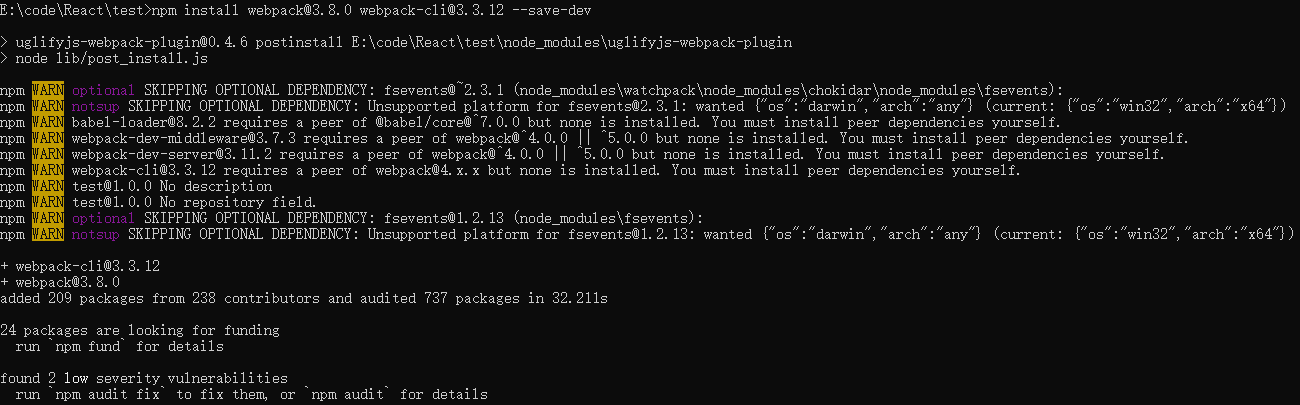 E:\code\React\test>npm install webpack@3.8.0 webpack-cli@3.3.12 --save-dev
> uglifyjs-webpack-plugin@0.4.6 postinstall E:\code\React\test\node_modules\uglifyjs-webpack-plugin
> node lib/post_install.js
npm WARN optional SKIPPING OPTIONAL DEPENDENCY: fsevents@~2.3.1 (node_modules\watchpack\node_modules\chokidar\node_modules\fsevents):
npm WARN notsup SKIPPING OPTIONAL DEPENDENCY: Unsupported platform for fsevents@2.3.1: wanted {"os":"darwin","arch":"any"} (current: {"os":"win32","arch":"x64"})
npm WARN babel-loader@8.2.2 requires a peer of @babel/core@^7.0.0 but none is installed. You must install peer dependencies yourself.
npm WARN webpack-dev-middleware@3.7.3 requires a peer of webpack@^4.0.0 || ^5.0.0 but none is installed. You must install peer dependencies yourself.
npm WARN webpack-dev-server@3.11.2 requires a peer of webpack@^4.0.0 || ^5.0.0 but none is installed. You must install peer dependencies yourself.
npm WARN webpack-cli@3.3.12 requires a peer of webpack@4.x.x but none is installed. You must install peer dependencies yourself.
npm WARN test@1.0.0 No description
npm WARN test@1.0.0 No repository field.
npm WARN optional SKIPPING OPTIONAL DEPENDENCY: fsevents@1.2.13 (node_modules\fsevents):
npm WARN notsup SKIPPING OPTIONAL DEPENDENCY: Unsupported platform for fsevents@1.2.13: wanted {"os":"darwin","arch":"any"} (current: {"os":"win32","arch":"x64"})
+ webpack-cli@3.3.12
+ webpack@3.8.0
added 209 packages from 238 contributors and audited 737 packages in 32.211s
24 packages are looking for funding
run `npm fund` for details
found 2 low severity vulnerabilities
run `npm audit fix` to fix them, or `npm audit` for details